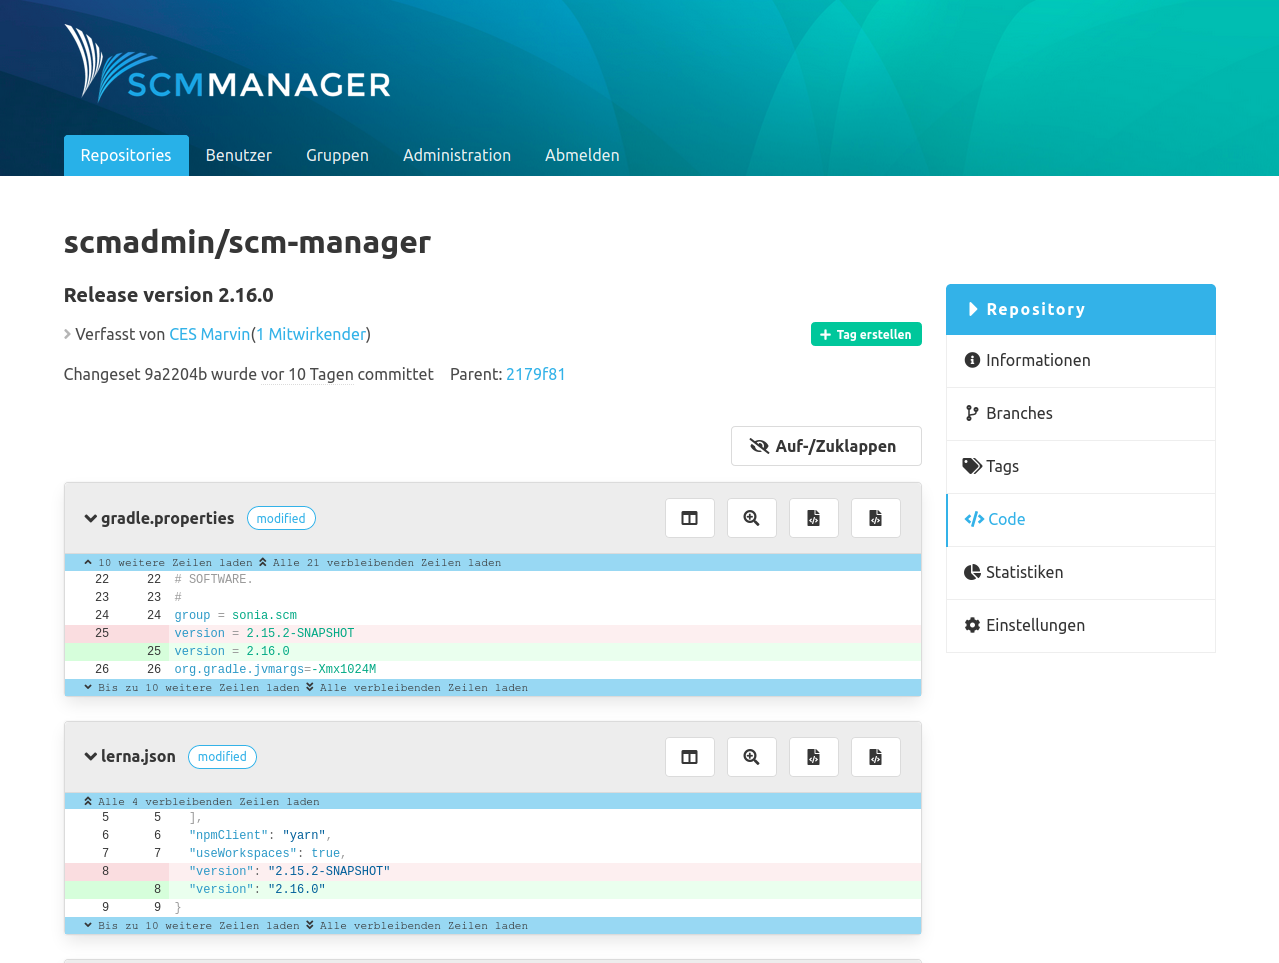 SCMMANAGER
Repositories Benutzer Gruppen Administration Abmelden
scmadmin/scm-manager
Release version 2.16.0
Verfasst von CES Marvin(1 Mitwirkender)
Tag erstellen
Changeset 9a2204b wurde vor 10 Tagen committet Parent: 2179f81
Auf-/Zuklappen
gradle.properties modified
10 weitere Zeilen laden Alle 21 verbleibenden Zeilen laden
22 22 # SOFTWARE.
23 23 #
24 24 group = sonia.scm
25 version = 2.15.2-SNAPSHOT
25 version = 2.16.0
26 26 org.gradle.jvmargs=-Xmx1024M
Bis zu 10 weitere Zeilen laden Alle verbleibenden Zeilen laden
lerna.json modified
Alle 4 verbleibenden Zeilen laden
5 5 ],
6 6 "npmClient": "yarn",
7 7 "useWorkspaces": true,
8 "version": "2.15.2-SNAPSHOT"
8 "version": "2.16.0"
9 9 }
Bis zu 10 weitere Zeilen laden Alle verbleibenden Zeilen laden
Repository
Informationen
Branches
Tags
Code
Statistiken
Einstellungen